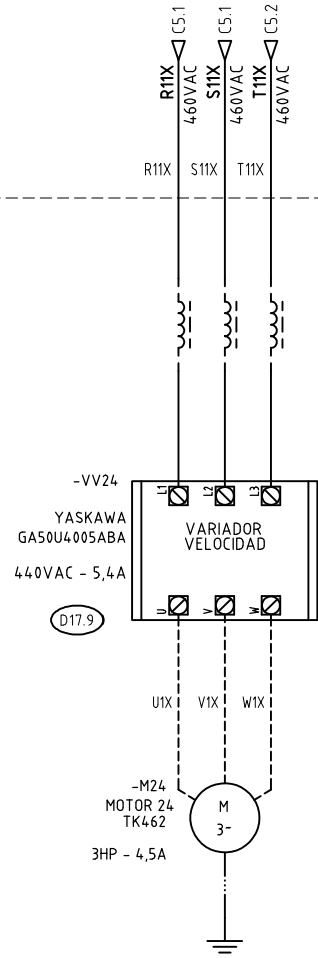 C5.1
C5.1
C5.2
R11X
460VAC
S11X
460VAC
T11X
460VAC
R11X
S11X
T11X
-VV24
YASKAWA
GA50U4005ABA
440VAC - 5,4A
D17.9
L1
L2
L3
VARIADOR
VELOCIDAD
U
V
W
U1X
V1X
W1X
-M24
MOTOR 24
TK462
3HP - 4,5A
M
3~